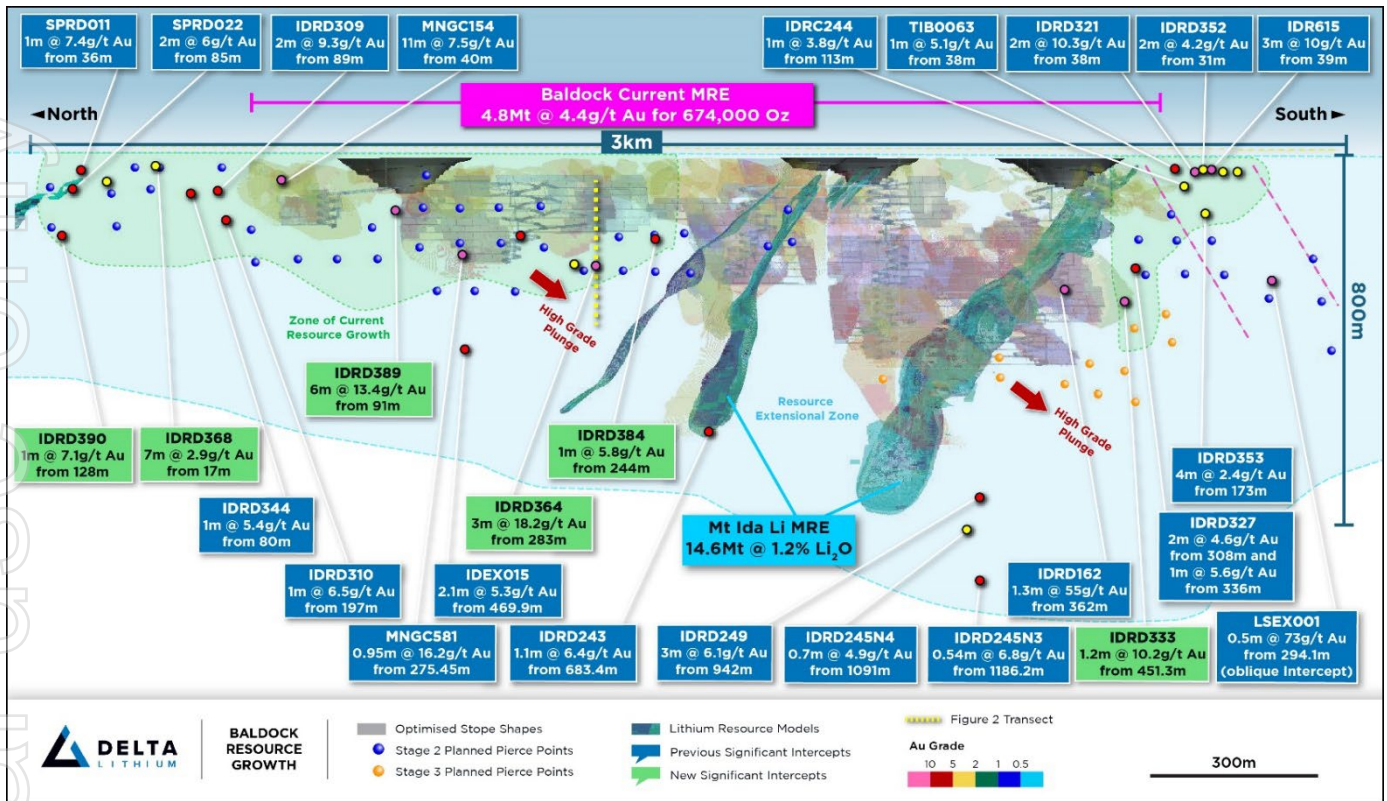 SPRD011
1m @ 7.4g/t Au
from 36m
SPRD022
2m @ 6g/t Au
from 85m
IDRD309
2m @ 9.3g/t Au
from 89m
MNGC154
11m @ 7.5g/t Au
from 40m
IDRC244
1m @ 3.8g/t Au
from 113m
TIB0063
1m @ 5.1g/t Au
from 38m
IDRD321
2m @ 10.3g/t Au
from 38m
IDRD352
2m @ 4.2g/t Au
from 31m
IDR615
3m @ 10g/t Au
from 39m
Baldock Current MRE
4.8Mt @ 4.4g/t Au for 674,000 Oz
North
South
3km
800m
Zone of Current
Resource Growth
High Grade
Plunge
Resource
Extensional Zone
High Grade
Plunge
IDRD389
6m @ 13.4g/t Au
from 91m
IDRD390
1m @ 7.1g/t Au
from 128m
IDRD368
7m @ 2.9g/t Au
from 17m
IDRD384
1m @ 5.8g/t Au
from 244m
IDRD344
1m @ 5.4g/t Au
from 80m
IDRD364
3m @ 18.2g/t Au
from 283m
Mt Ida Li MRE
14.6Mt @ 1.2% Li₂O
IDRD353
4m @ 2.4g/t Au
from 173m
IDRD327
2m @ 4.6g/t Au
from 308m and
1m @ 5.6g/t Au
from 336m
IDRD310
1m @ 6.5g/t Au
from 197m
IDEX015
2.1m @ 5.3g/t Au
from 469.9m
IDRD162
1.3m @ 55g/t Au
from 362m
MNGC581
0.95m @ 16.2g/t Au
from 275.45m
IDRD243
1.1m @ 6.4g/t Au
from 683.4m
IDRD249
3m @ 6.1g/t Au
from 942m
IDRD245N4
0.7m @ 4.9g/t Au
from 1091m
IDRD245N3
0.54m @ 6.8g/t Au
from 1186.2m
IDRD333
1.2m @ 10.2g/t Au
from 451.3m
LSEX001
0.5m @ 73g/t Au
from 294.1m
(oblique Intercept)
DELTA
LITHIUM
BALDOCK
RESOURCE
GROWTH
Optimised Stope Shapes
Stage 2 Planned Pierce Points
Stage 3 Planned Pierce Points
Lithium Resource Models
Previous Significant Intercepts
New Significant Intercepts
Figure 2 Transect
Au Grade
10 5 2 1 0.5
300m